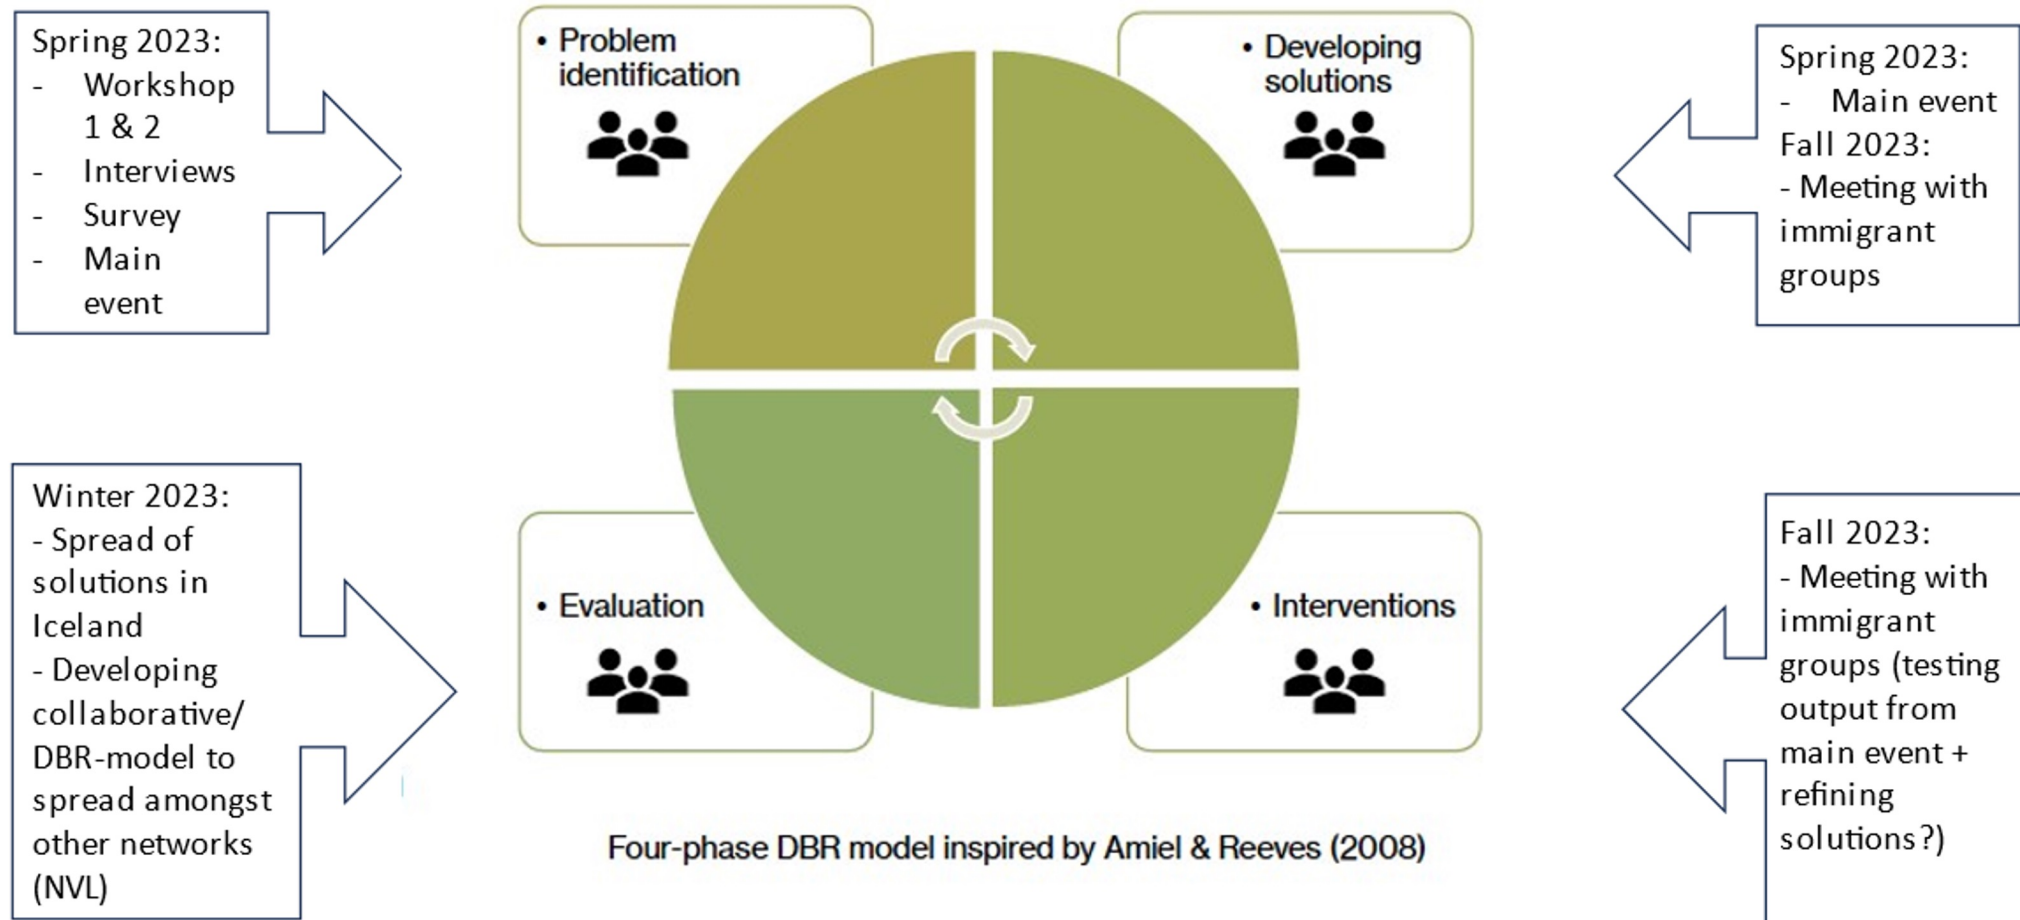 Spring 2023:
- Workshop
1 & 2
- Interviews
- Survey
- Main
event
• Problem
identification
• Developing
solutions
Spring 2023:
- Main event
Fall 2023:
- Meeting with
immigrant
groups
Winter 2023:
- Spread of
solutions in
Iceland
- Developing
collaborative/
DBR-model to
spread amongst
other networks
(NVL)
• Evaluation
• Interventions
Fall 2023:
- Meeting with
immigrant
groups (testing
output from
main event +
refining
solutions?)
Four-phase DBR model inspired by Amiel & Reeves (2008)